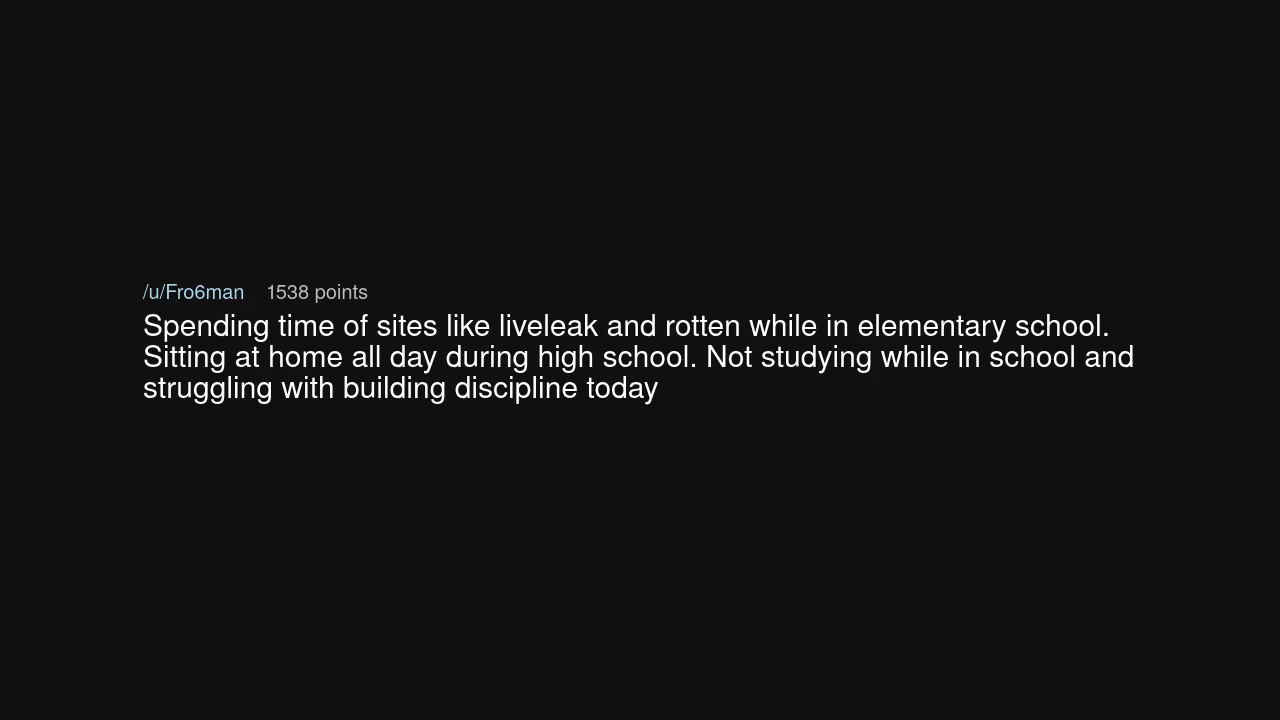 /u/Fro6man 1538 points
Spending time of sites like liveleak and rotten while in elementary school.
Sitting at home all day during high school. Not studying while in school and
struggling with building discipline today